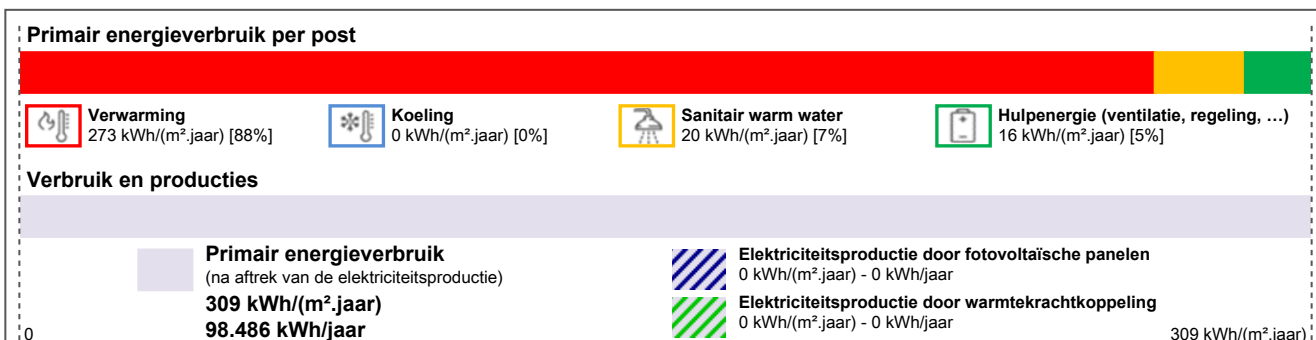 Primair energieverbruik per post
Verwarming
273 kWh/(m².jaar) [88%]
Koeling
0 kWh/(m².jaar) [0%]
Sanitair warm water
20 kWh/(m².jaar) [7%]
Hulpenergie (ventilatie, regeling, …)
16 kWh/(m².jaar) [5%]
Verbruik en producties
Primair energieverbruik
(na aftrek van de elektriciteitsproductie)
309 kWh/(m².jaar)
98.486 kWh/jaar
Elektriciteitsproductie door fotovoltaïsche panelen
0 kWh/(m².jaar) - 0 kWh/jaar
Elektriciteitsproductie door warmtekrachtkoppeling
0 kWh/(m².jaar) - 0 kWh/jaar
0
309 kWh/(m².jaar)